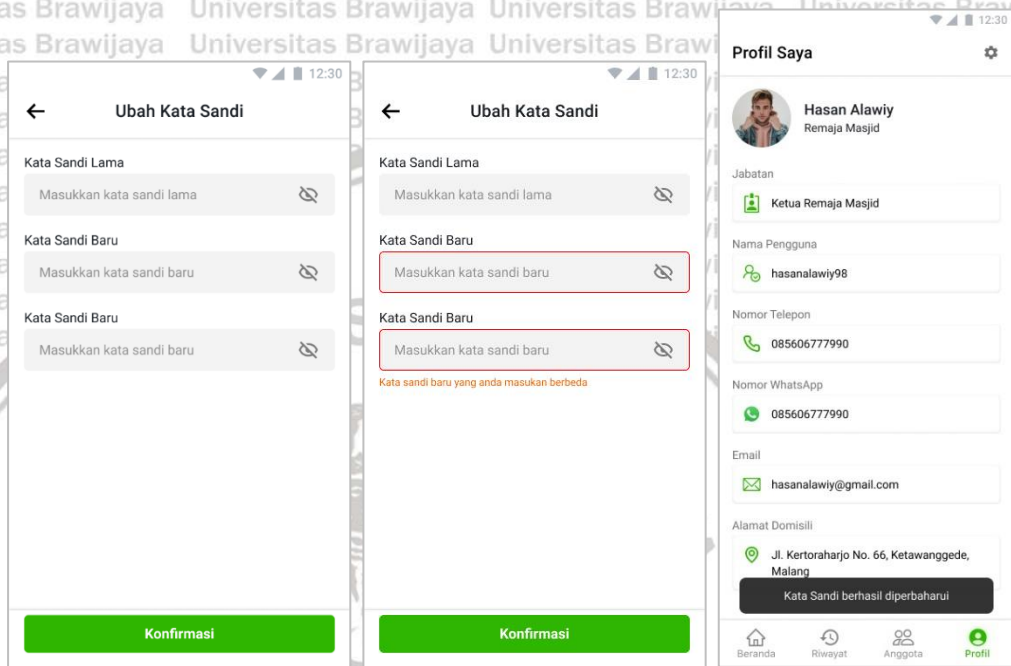 as Brawijaya Universitas Brawijaya Universitas Brawijaya Universitas Braw
as Brawijaya Universitas Brawijaya Universitas Braw
12:30
Ubah Kata Sandi
Kata Sandi Lama
Masukkan kata sandi lama
Kata Sandi Baru
Masukkan kata sandi baru
Kata Sandi Baru
Masukkan kata sandi baru
Konfirmasi
12:30
Ubah Kata Sandi
Kata Sandi Lama
Masukkan kata sandi lama
Kata Sandi Baru
Masukkan kata sandi baru
Kata Sandi Baru
Masukkan kata sandi baru
Kata sandi baru yang anda masukan berbeda
Konfirmasi
12:30
Profil Saya
Hasan Alawiy
Remaja Masjid
Jabatan
Ketua Remaja Masjid
Nama Pengguna
hasanalawiy98
Nomor Telepon
085606777990
Nomor WhatsApp
085606777990
Email
hasanalawiy@gmail.com
Alamat Domisili
Jl. Kertoraharjo No. 66, Ketawanggede,
Malang
Kata Sandi berhasil diperbaharui
Beranda Riwayat Anggota Profil